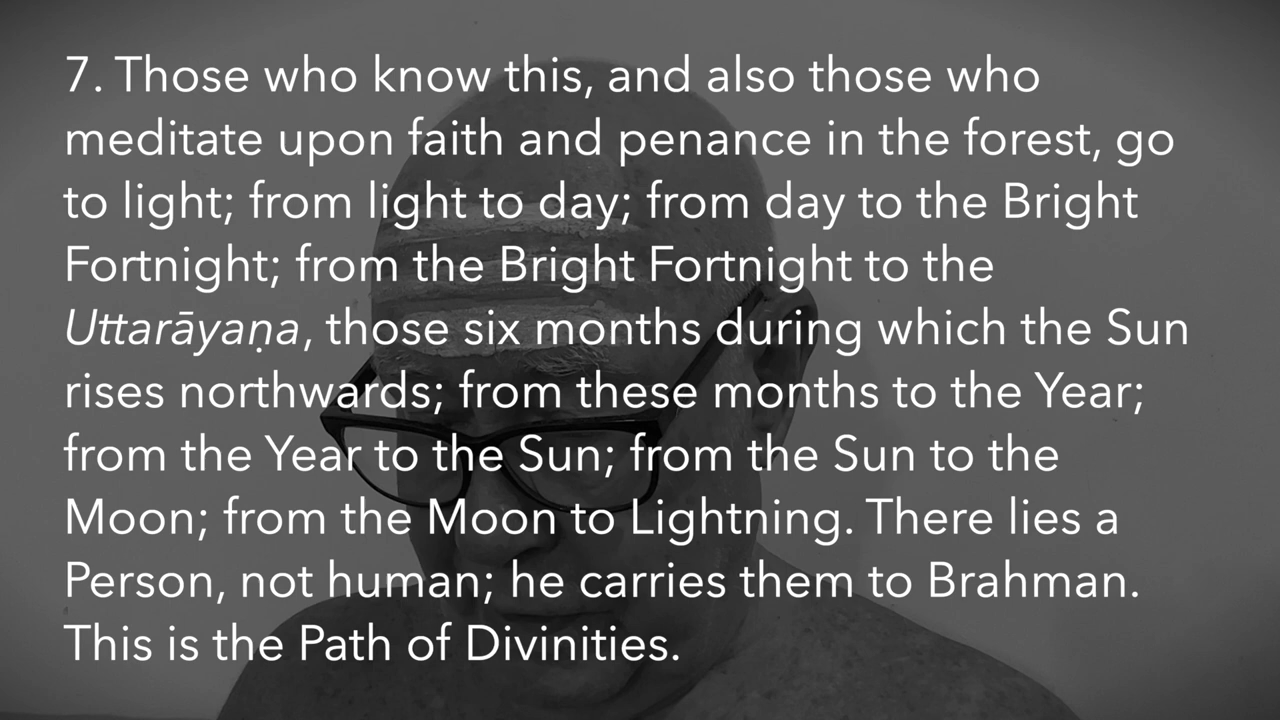 7. Those who know this, and also those who
meditate upon faith and penance in the forest, go
to light; from light to day; from day to the Bright
Fortnight; from the Bright Fortnight to the
Uttarāyaṇa, those six months during which the Sun
rises northwards; from these months to the Year;
from the Year to the Sun; from the Sun to the
Moon; from the Moon to Lightning. There lies a
Person, not human; he carries them to Brahman.
This is the Path of Divinities.